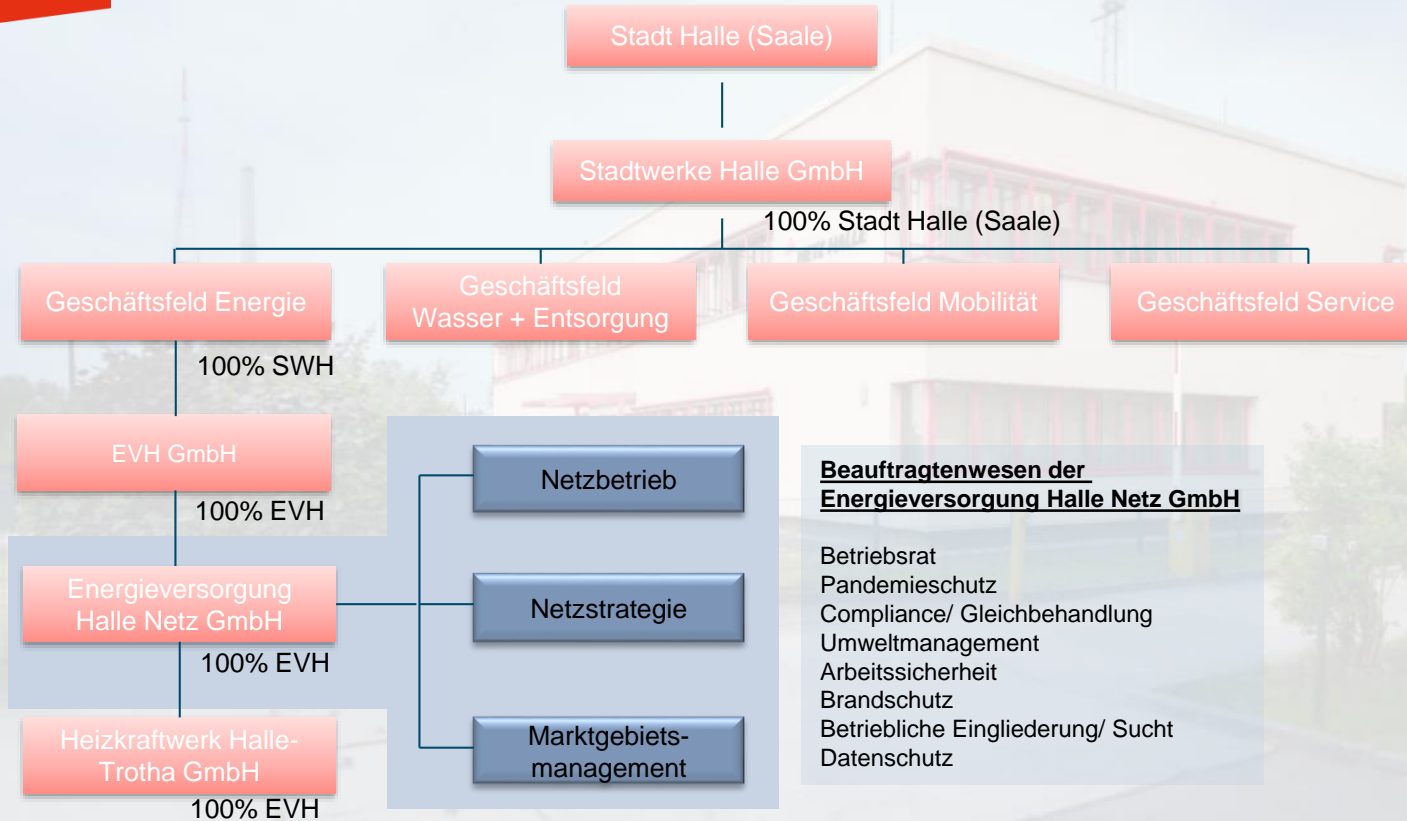 Stadt Halle (Saale)
Stadtwerke Halle GmbH
100% Stadt Halle (Saale)
Geschäftsfeld Energie
Geschäftsfeld
Wasser + Entsorgung
Geschäftsfeld Mobilität
Geschäftsfeld Service
100% SWH
EVH GmbH
100% EVH
Energieversorgung
Halle Netz GmbH
100% EVH
Heizkraftwerk Halle-
Trotha GmbH
100% EVH
Netzbetrieb
Netzstrategie
Marktgebiets-
management
Beauftragtenwesen der
Energieversorgung Halle Netz GmbH
Betriebsrat
Pandemieschutz
Compliance/ Gleichbehandlung
Umweltmanagement
Arbeitssicherheit
Brandschutz
Betriebliche Eingliederung/ Sucht
Datenschutz